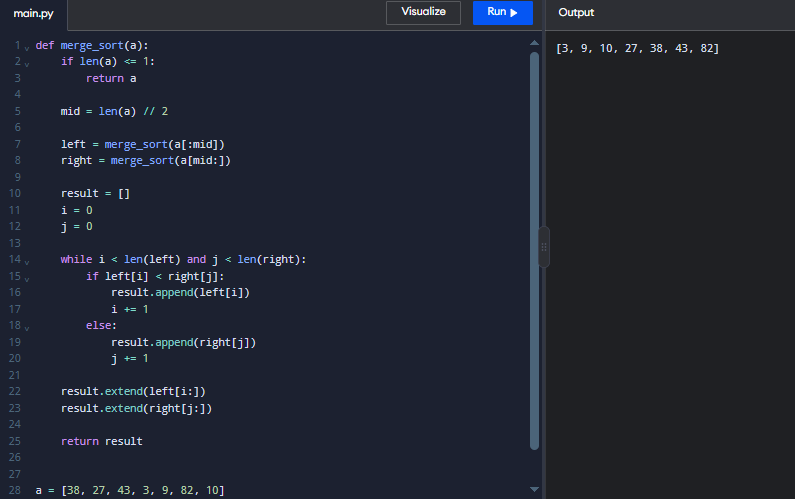 main.py
Visualize
Run
Output
1 def merge_sort(a):
2     if len(a) <= 1:
3         return a
4
5     mid = len(a) // 2
6
7     left = merge_sort(a[:mid])
8     right = merge_sort(a[mid:])
9
10     result = []
11     i = 0
12     j = 0
13
14     while i < len(left) and j < len(right):
15         if left[i] < right[j]:
16             result.append(left[i])
17             i += 1
18         else:
19             result.append(right[j])
20             j += 1
21
22     result.extend(left[i:])
23     result.extend(right[j:])
24
25     return result
26
27
28 a = [38, 27, 43, 3, 9, 82, 10]
[3, 9, 10, 27, 38, 43, 82]